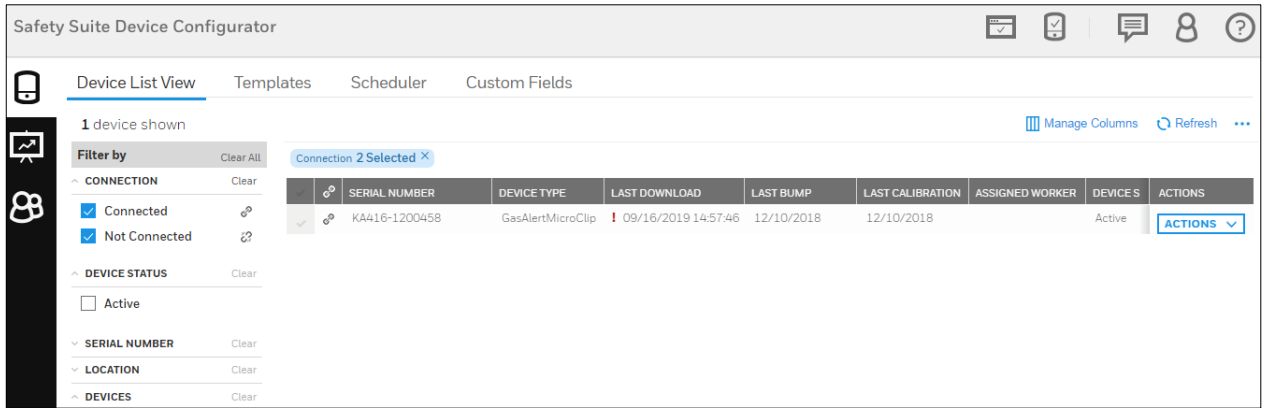 Safety Suite Device Configurator
Device List View Templates Scheduler Custom Fields
1 device shown
Manage Columns Refresh
Filter by Clear All
Connection 2 Selected
CONNECTION Clear
SERIAL NUMBER DEVICE TYPE LAST DOWNLOAD LAST BUMP LAST CALIBRATION ASSIGNED WORKER DEVICE S ACTIONS
Connected
KA416-1200458 GasAlertMicroClip ! 09/16/2019 14:57:46 12/10/2018 12/10/2018 Active ACTIONS
Not Connected
DEVICE STATUS Clear
Active
SERIAL NUMBER Clear
LOCATION Clear
DEVICES Clear